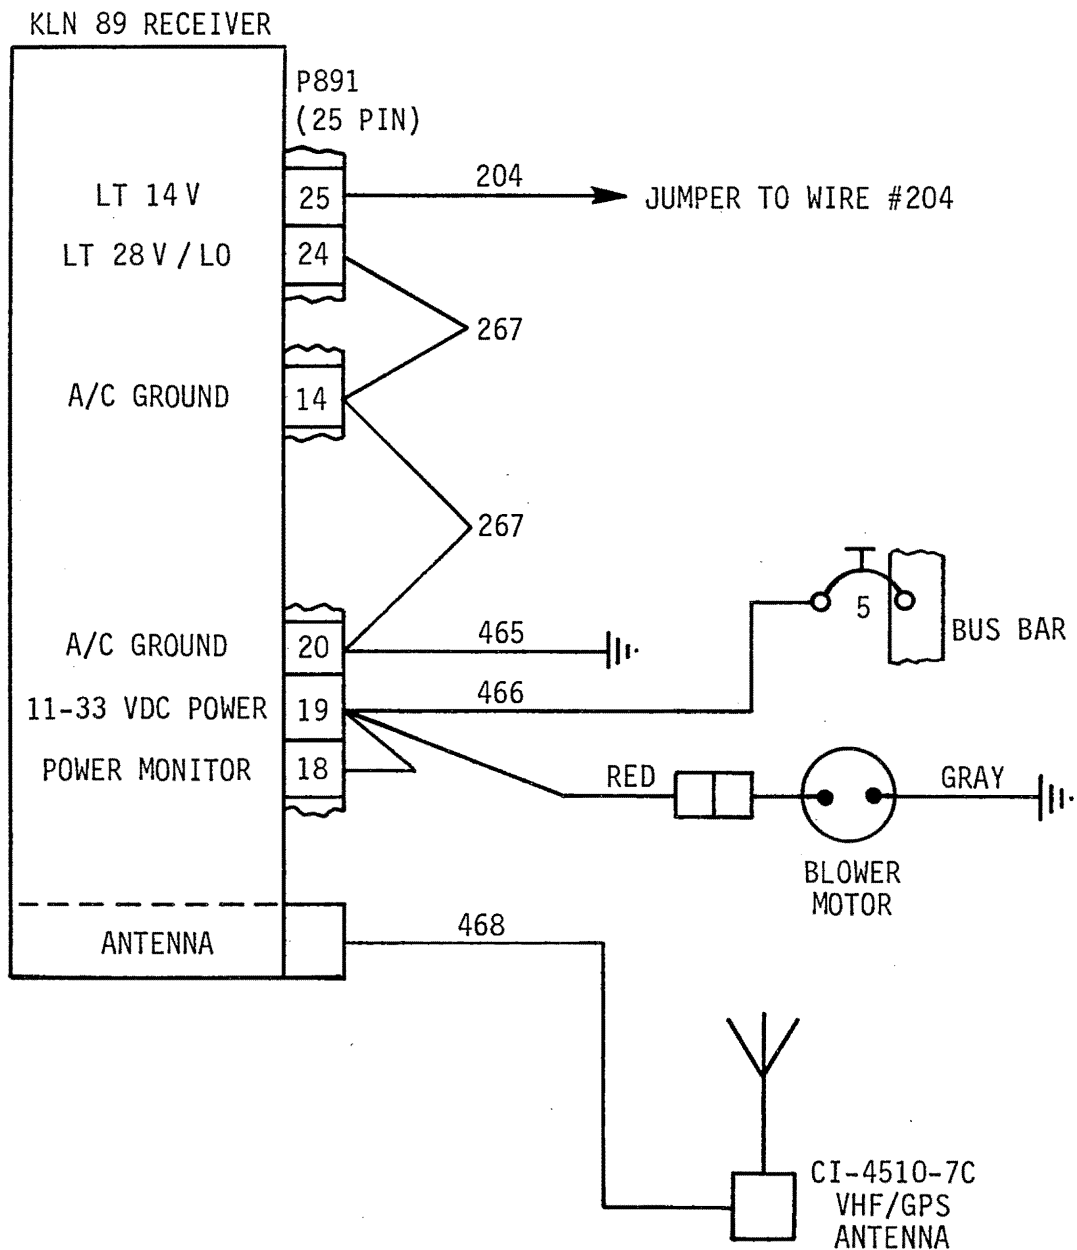 KLN 89 RECEIVER
P891
(25 PIN)
LT 14V
25
204
JUMPER TO WIRE #204
LT 28V/LO
24
267
A/C GROUND
14
267
5
BUS BAR
A/C GROUND
20
465
11-33 VDC POWER
19
466
POWER MONITOR
18
RED
GRAY
BLOWER
MOTOR
ANTENNA
468
CI-4510-7C
VHF/GPS
ANTENNA